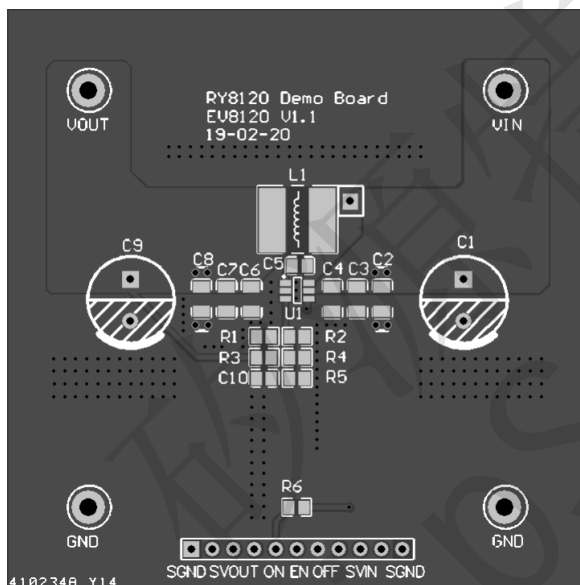 VOUT
VIN
RY8120 Demo Board
EV8120 V1.1
19-02-20
L1
C9
C8
C7
C6
C5
C4
C3
C2
C1
U1
R1
R2
R3
R4
C10
R5
R6
GND
GND
SGND SVOUT ON EN OFF SVIN SGND
4102348 Y14